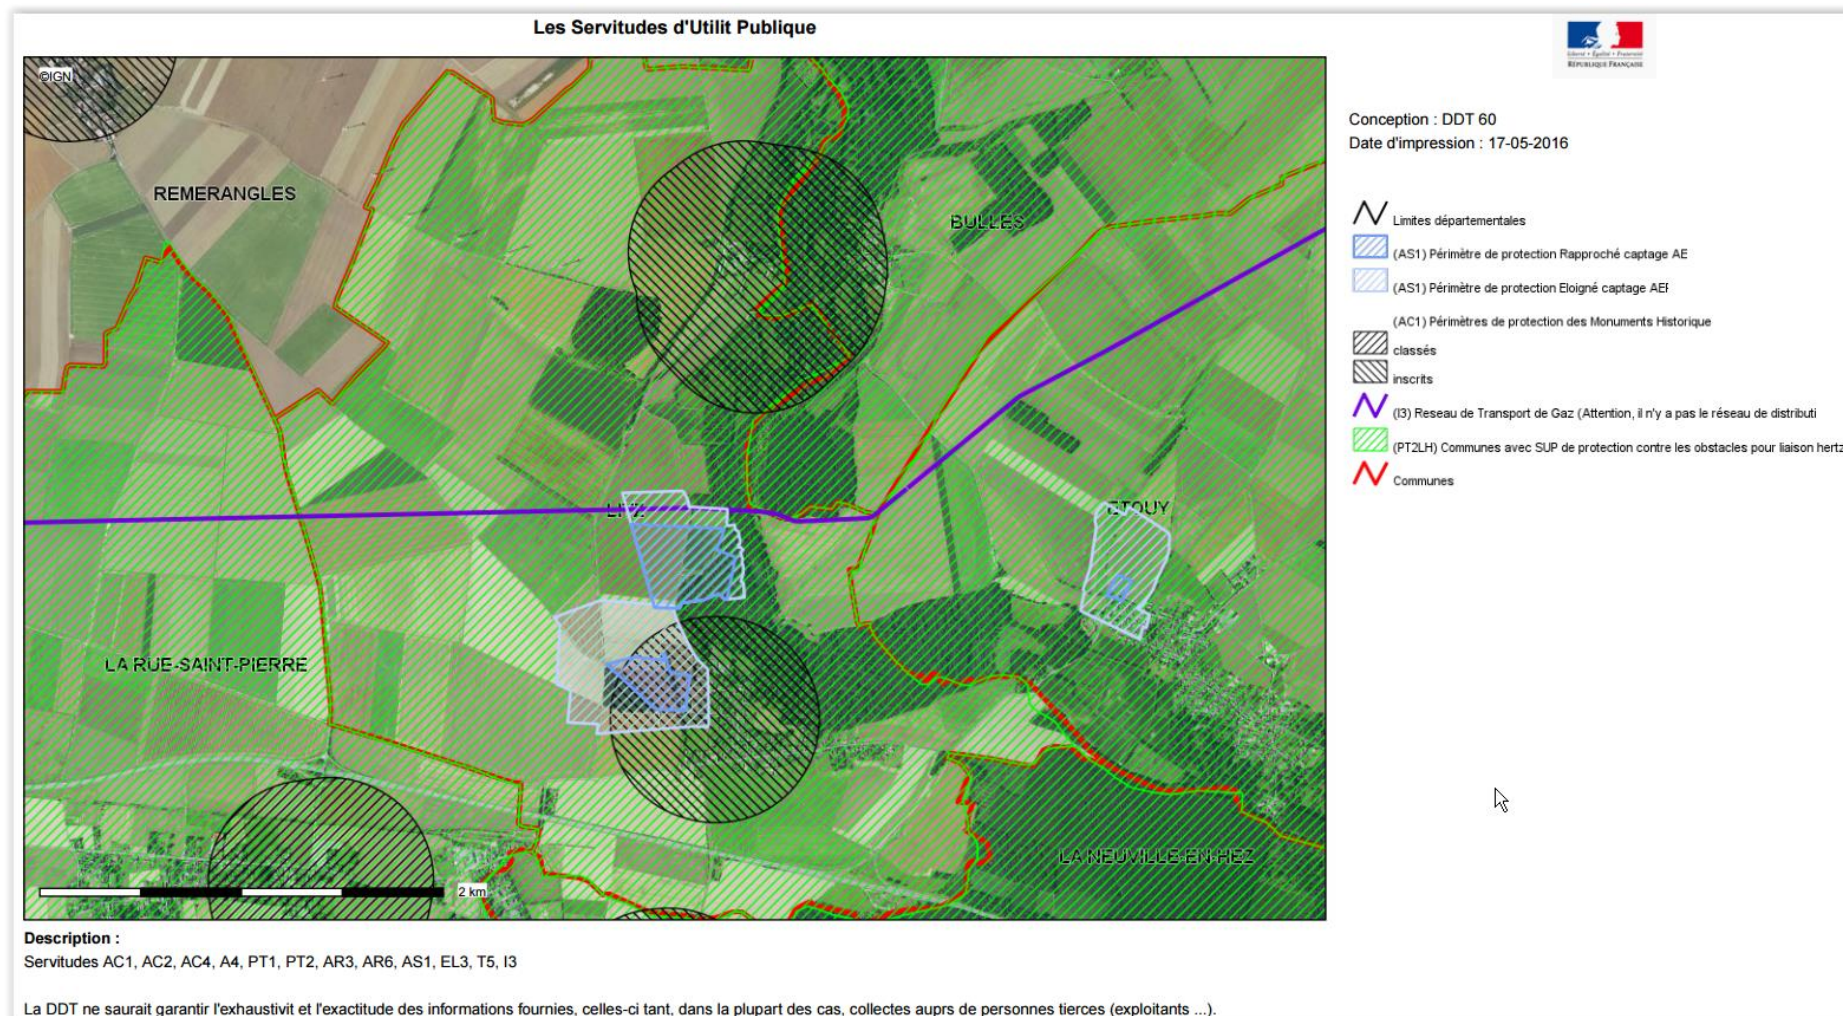 Les Servitudes d'Utilit Publique
©IGN
Liberté • Égalité • Fraternité
RÉPUBLIQUE FRANÇAISE
Conception : DDT 60
Date d'impression : 17-05-2016
REMERANGLES
BULLES
ETOUY
LA RUE-SAINT-PIERRE
LA NEUVILLE-EN-HEZ
2 km
Limites départementales
(AS1) Périmètre de protection Rapproché captage AE
(AS1) Périmètre de protection Eloigné captage AEI
(AC1) Périmètres de protection des Monuments Historique
classés
inscrits
(I3) Reseau de Transport de Gaz (Attention, il n'y a pas le réseau de distributi
(PT2LH) Communes avec SUP de protection contre les obstacles pour liaison hertz
Communes
Description :
Servitudes AC1, AC2, AC4, A4, PT1, PT2, AR3, AR6, AS1, EL3, T5, I3
La DDT ne saurait garantir l'exhaustivit et l'exactitude des informations fournies, celles-ci tant, dans la plupart des cas, collectes auprs de personnes tierces (exploitants ...).